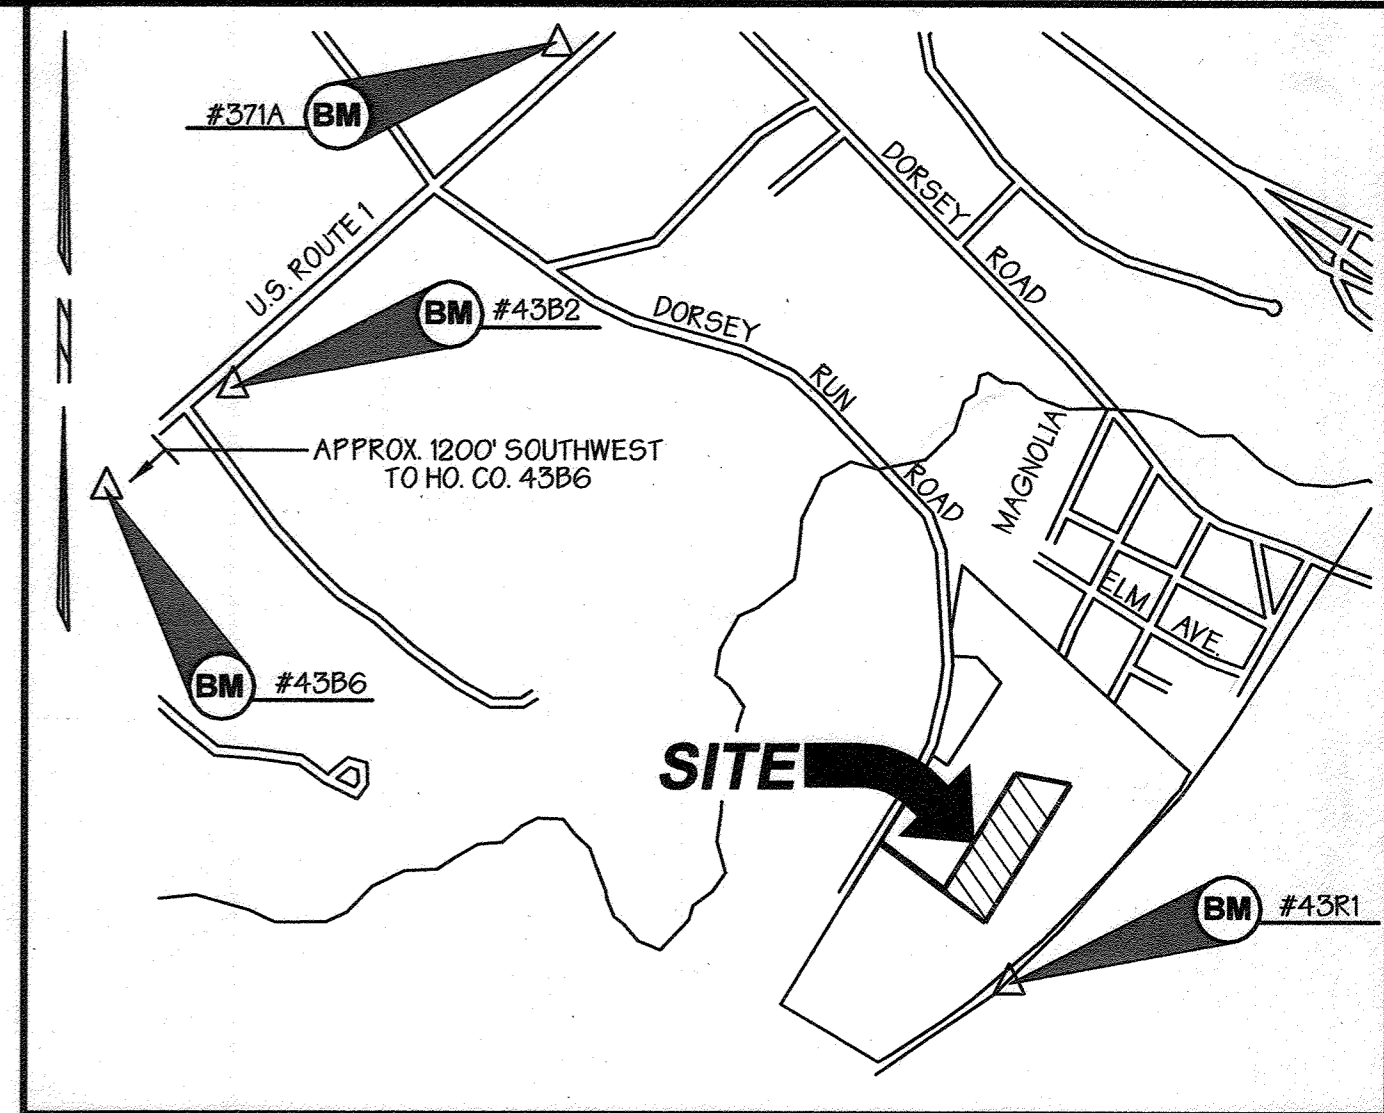 #371A
BM
DORSEY
ROAD
U.S. ROUTE 1
BM
#43B2
DORSEY
RUN
ROAD
N
APPROX. 1200' SOUTHWEST
TO HO. CO. 43B6
MAGNOLIA
ELM
AVE.
BM
#43B6
SITE
BM
#43R1